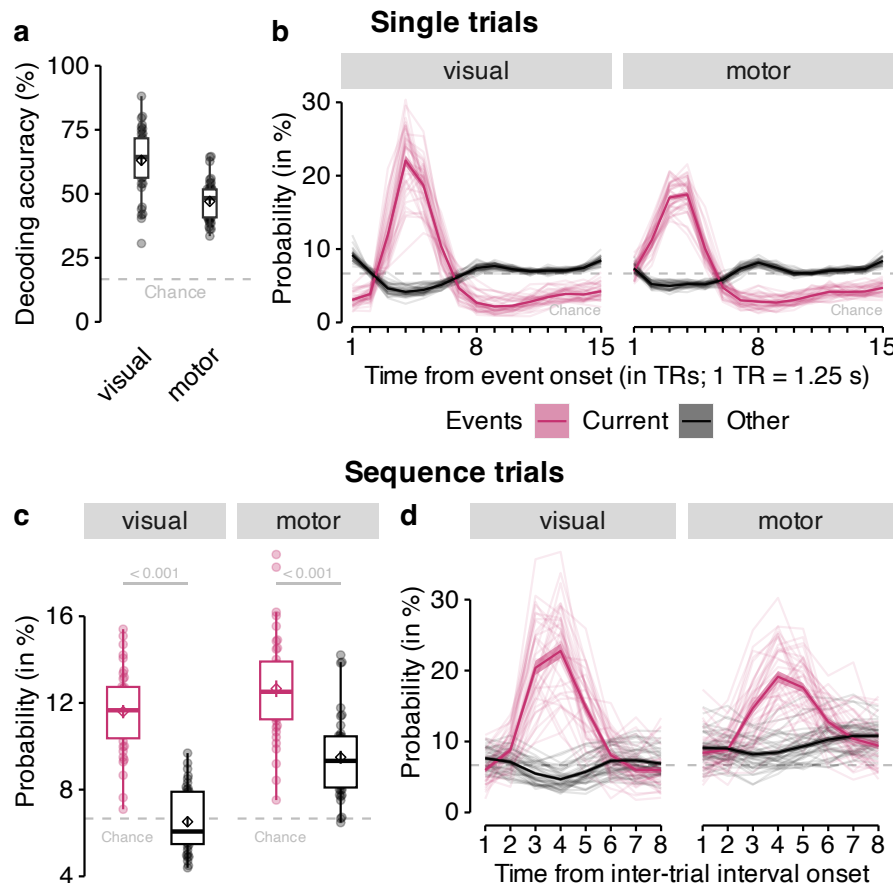 Single trials
a
b
visual
motor
Decoding accuracy (%)
100
75
50
25
0
Chance
visual
motor
Probability (in %)
30
20
10
0
Chance
Chance
1
8
15
1
8
15
Time from event onset (in TRs; 1 TR = 1.25 s)
Events Current Other
Sequence trials
c
d
visual
motor
visual
motor
< 0.001
< 0.001
Probability (in %)
16
12
8
4
Chance
Chance
Probability (in %)
30
20
10
0
1 2 3 4 5 6 7 8
1 2 3 4 5 6 7 8
Time from inter-trial interval onset